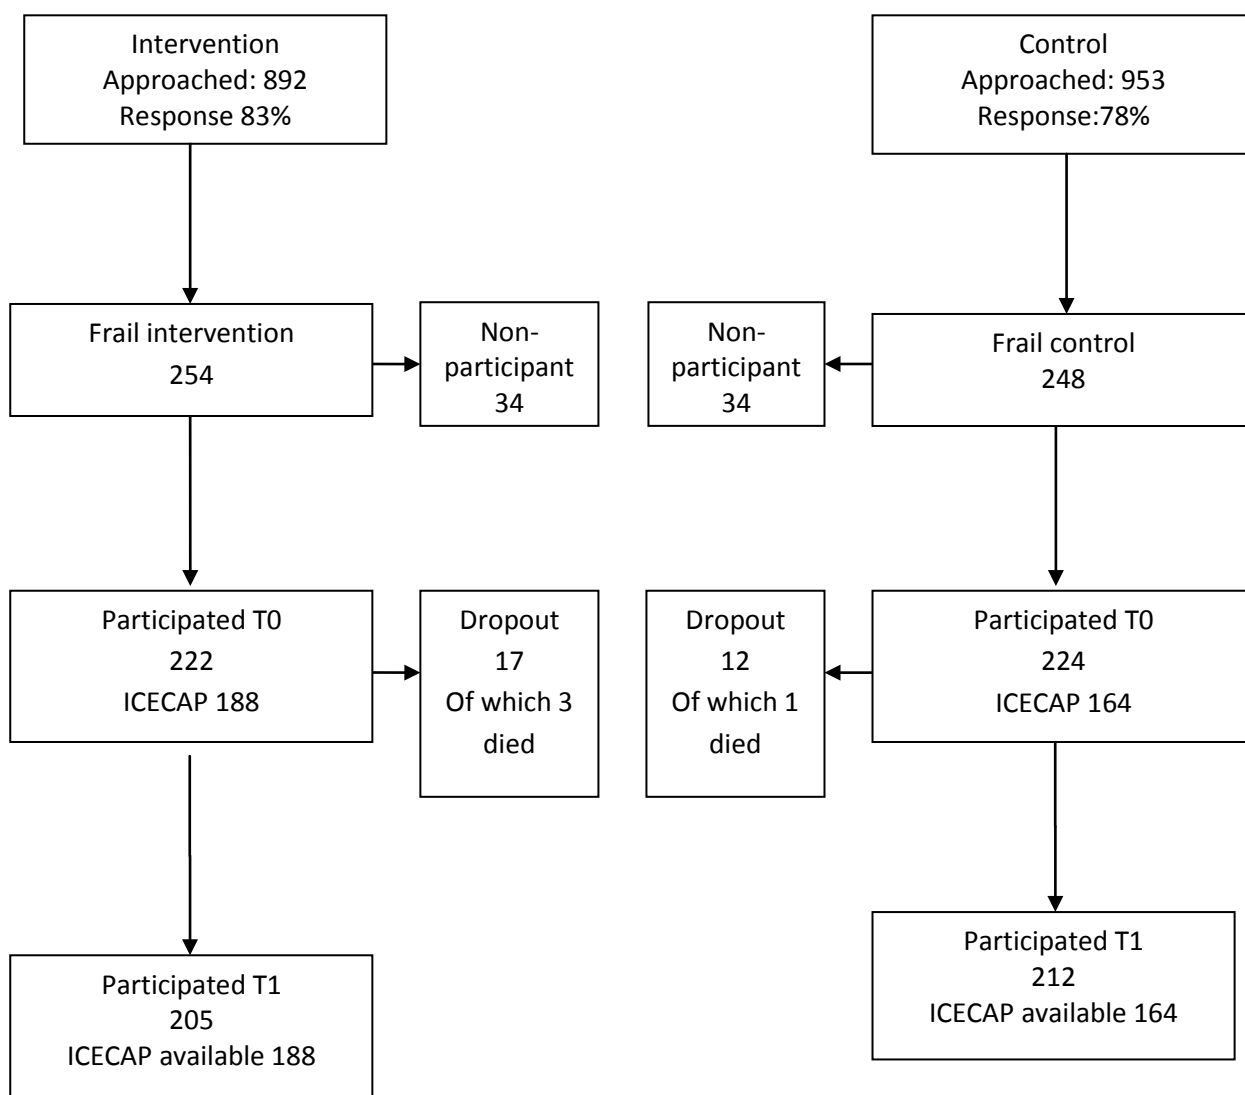 Intervention
Approached: 892
Response 83%
Control
Approached: 953
Response:78%
Frail intervention
254
Non-
participant
34
Non-
participant
34
Frail control
248
Participated T0
222
ICECAP 188
Dropout
17
Of which 3
died
Dropout
12
Of which 1
died
Participated T0
224
ICECAP 164
Participated T1
205
ICECAP available 188
Participated T1
212
ICECAP available 164